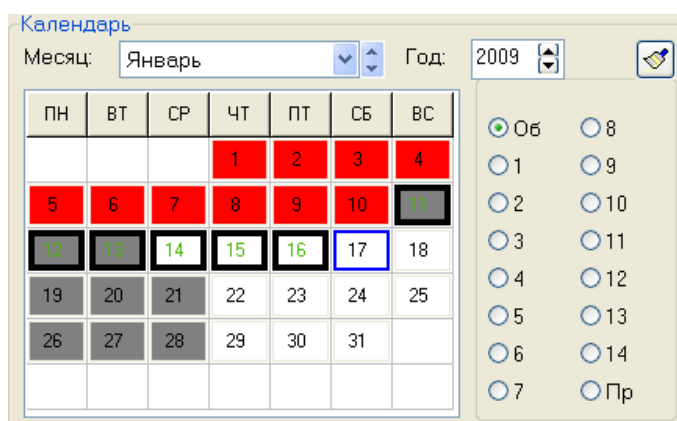 Календарь
Месяц: Январь Год: 2009
ПН ВТ СР ЧТ ПТ СБ ВС
1 2 3 4
5 6 7 8 9 10 11
12 13 14 15 16 17 18
19 20 21 22 23 24 25
26 27 28 29 30 31
Об 8
1 9
2 10
3 11
4 12
5 13
6 14
7 Пр